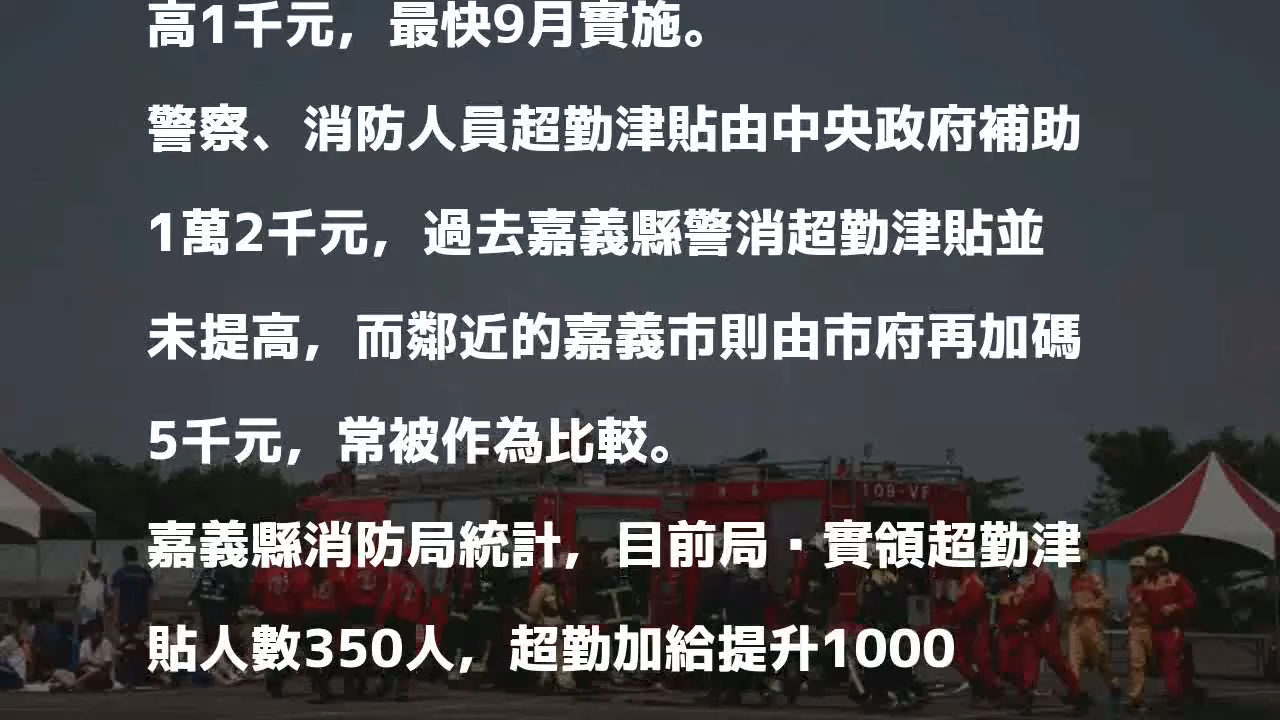 高1千元，最快9月實施。
警察、消防人員超勤津貼由中央政府補助
1萬2千元，過去嘉義縣警消超勤津貼並
未提高，而鄰近的嘉義市則由市府再加碼
5千元，常被作為比較。
嘉義縣消防局統計，目前局▪實領超勤津
貼人數350人，超勤加給提升1000
109-VF